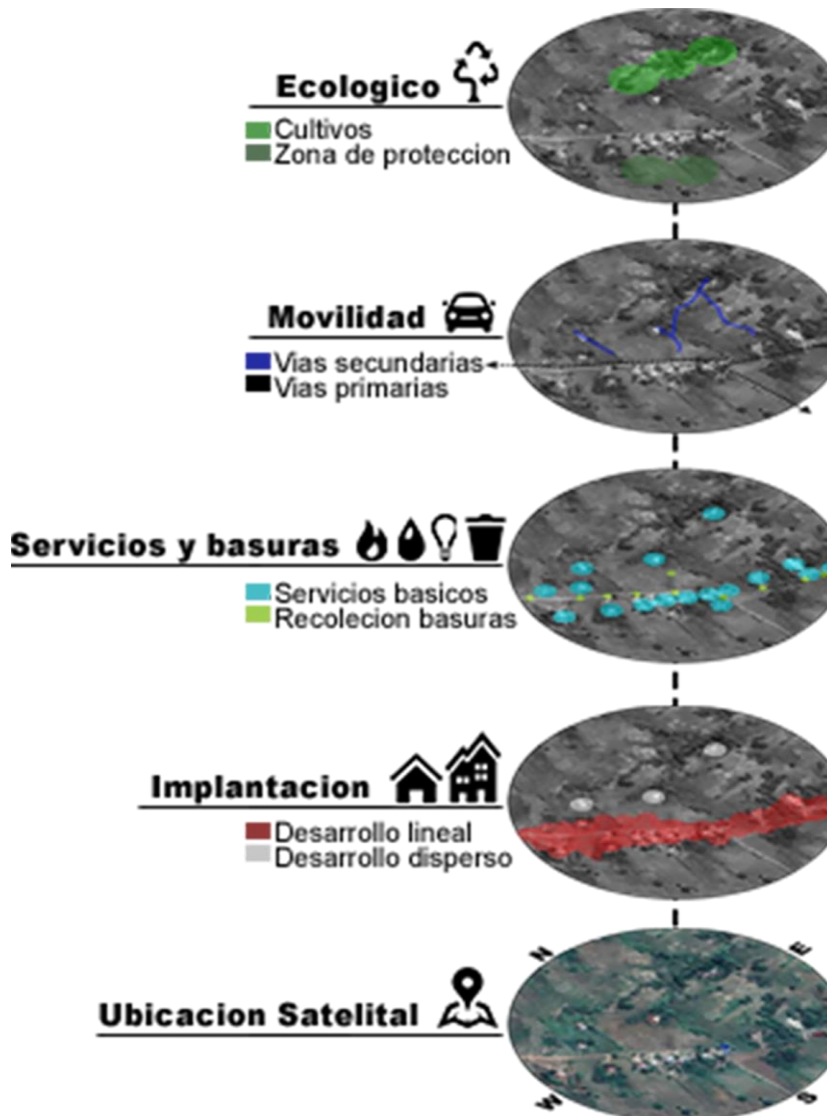 Ecologico
Cultivos
Zona de proteccion
Movilidad
Vias secundarias
Vias primarias
Servicios y basuras
Servicios basicos
Recolecion basuras
Implantacion
Desarrollo lineal
Desarrollo disperso
N
E
Ubicacion Satelital
W
S